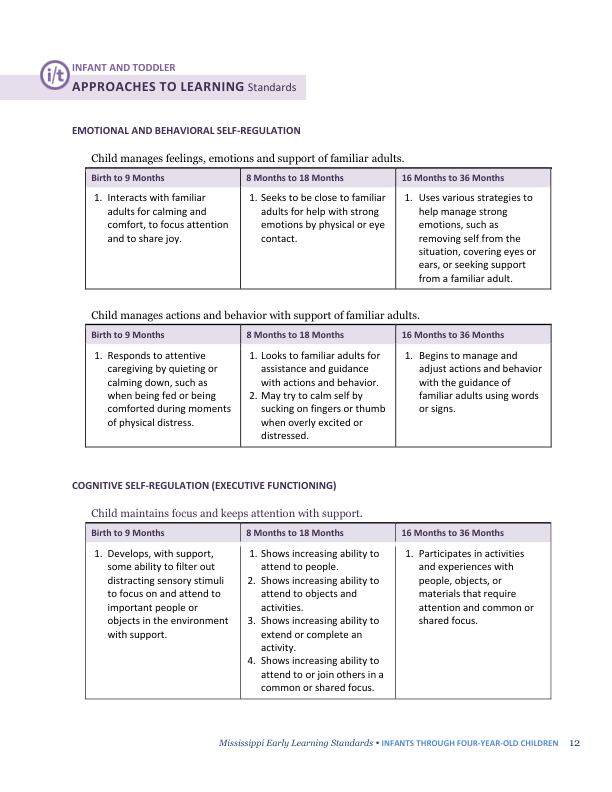 i/t
INFANT AND TODDLER
APPROACHES TO LEARNING Standards
EMOTIONAL AND BEHAVIORAL SELF-REGULATION
Child manages feelings, emotions and support of familiar adults.
Birth to 9 Months
8 Months to 18 Months
16 Months to 36 Months
1. Interacts with familiar
adults for calming and
comfort, to focus attention
and to share joy.
1. Seeks to be close to familiar
adults for help with strong
emotions by physical or eye
contact.
1. Uses various strategies to
help manage strong
emotions, such as
removing self from the
situation, covering eyes or
ears, or seeking support
from a familiar adult.
Child manages actions and behavior with support of familiar adults.
Birth to 9 Months
8 Months to 18 Months
16 Months to 36 Months
1. Responds to attentive
caregiving by quieting or
calming down, such as
when being fed or being
comforted during moments
of physical distress.
1. Looks to familiar adults for
assistance and guidance
with actions and behavior.
2. May try to calm self by
sucking on fingers or thumb
when overly excited or
distressed.
1. Begins to manage and
adjust actions and behavior
with the guidance of
familiar adults using words
or signs.
COGNITIVE SELF-REGULATION (EXECUTIVE FUNCTIONING)
Child maintains focus and keeps attention with support.
Birth to 9 Months
8 Months to 18 Months
16 Months to 36 Months
1. Develops, with support,
some ability to filter out
distracting sensory stimuli
to focus on and attend to
important people or
objects in the environment
with support.
1. Shows increasing ability to
attend to people.
2. Shows increasing ability to
attend to objects and
activities.
3. Shows increasing ability to
extend or complete an
activity.
4. Shows increasing ability to
attend to or join others in a
common or shared focus.
1. Participates in activities
and experiences with
people, objects, or
materials that require
attention and common or
shared focus.
Mississippi Early Learning Standards • INFANTS THROUGH FOUR-YEAR-OLD CHILDREN 12